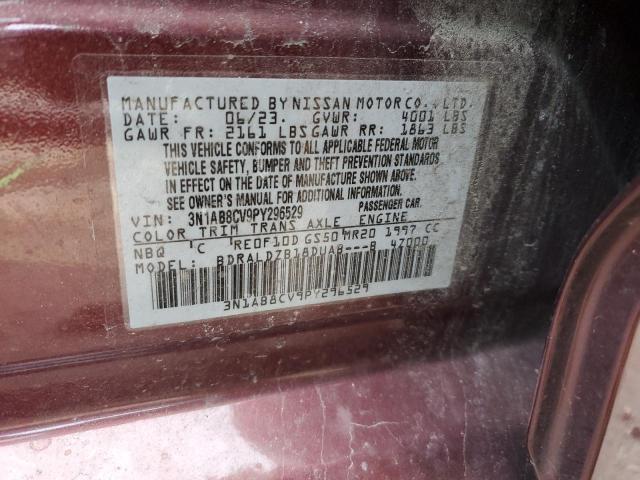 MANUFACTURED BY NISSAN MOTOR CO., LTD.
DATE: 06/23. GVWR: 4001 LBS
GAWR FR: 2161 LBS GAWR RR: 1863 LBS
THIS VEHICLE CONFORMS TO ALL APPLICABLE FEDERAL MOTOR
VEHICLE SAFETY, BUMPER AND THEFT PREVENTION STANDARDS
IN EFFECT ON THE DATE OF MANUFACTURE SHOWN ABOVE.
SEE OWNER'S MANUAL FOR ADDITIONAL INFORMATION.
VIN: 3N1AB8CV9PY296529 PASSENGER CAR.
COLOR TRIM TRANS AXLE ENGINE
NBQ 'C RE0F10D GS50 MR20 1997 CC
MODEL: BDRALDZB18DUA8---B 47000
3N1AB8CV9PY296529